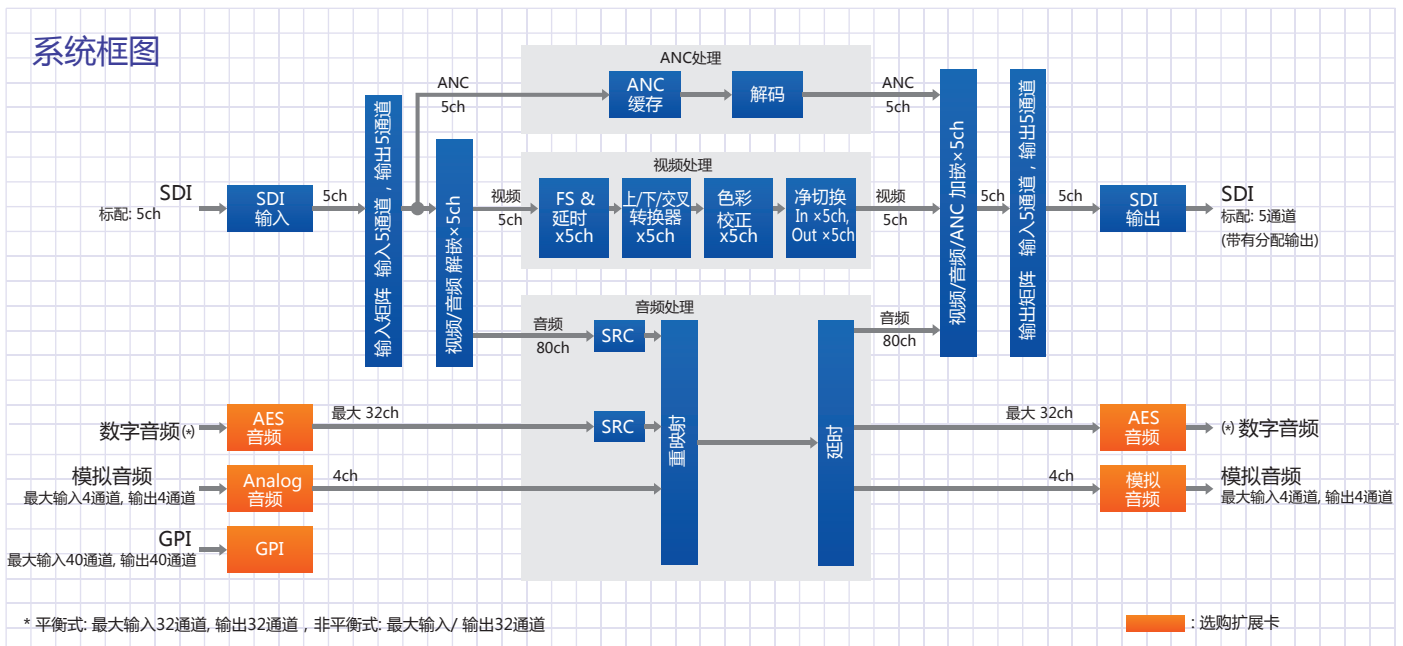 系统框图
ANC处理
ANC
5ch
ANC
缓存
解码
ANC
5ch
SDI
标配: 5ch
SDI
输入
5ch
输入矩阵 输入5通道，输出5通道
视频/音频 解嵌×5ch
视频处理
视频
5ch
FS &
延时
x5ch
上/下/交叉
转换器
x5ch
色彩
校正
x5ch
净切换
In ×5ch,
Out ×5ch
视频
5ch
视频/音频/ANC 加嵌×5ch
5ch
输出矩阵 输入5通道，输出5通道
5ch
SDI
输出
SDI
标配: 5通道
(带有分配输出)
音频处理
音频
80ch
SRC
音频
80ch
数字音频(*)
AES
音频
最大 32ch
SRC
重映射
延时
最大 32ch
AES
音频
(*) 数字音频
模拟音频
最大输入4通道, 输出4通道
Analog
音频
4ch
4ch
模拟
音频
模拟音频
最大输入4通道, 输出4通道
GPI
最大输入40通道, 输出40通道
GPI
* 平衡式: 最大输入32通道, 输出32通道，非平衡式: 最大输入/ 输出32通道
: 选购扩展卡